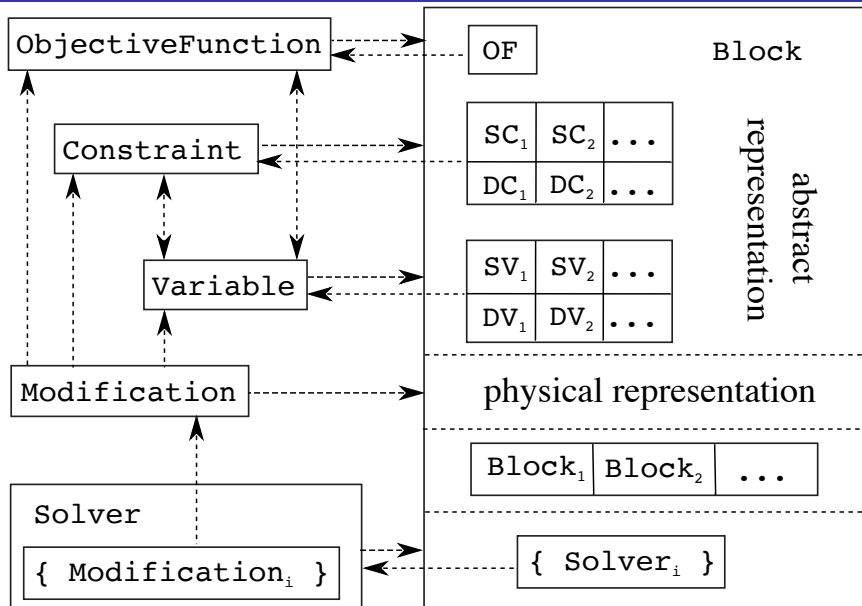 ObjectiveFunction
OF
Block
Constraint
SC₁ SC₂ ...
DC₁ DC₂ ...
abstract
representation
Variable
SV₁ SV₂ ...
DV₁ DV₂ ...
Modification
physical representation
Block₁ Block₂ ...
Solver
{ Modificationᵢ }
{ Solverᵢ }